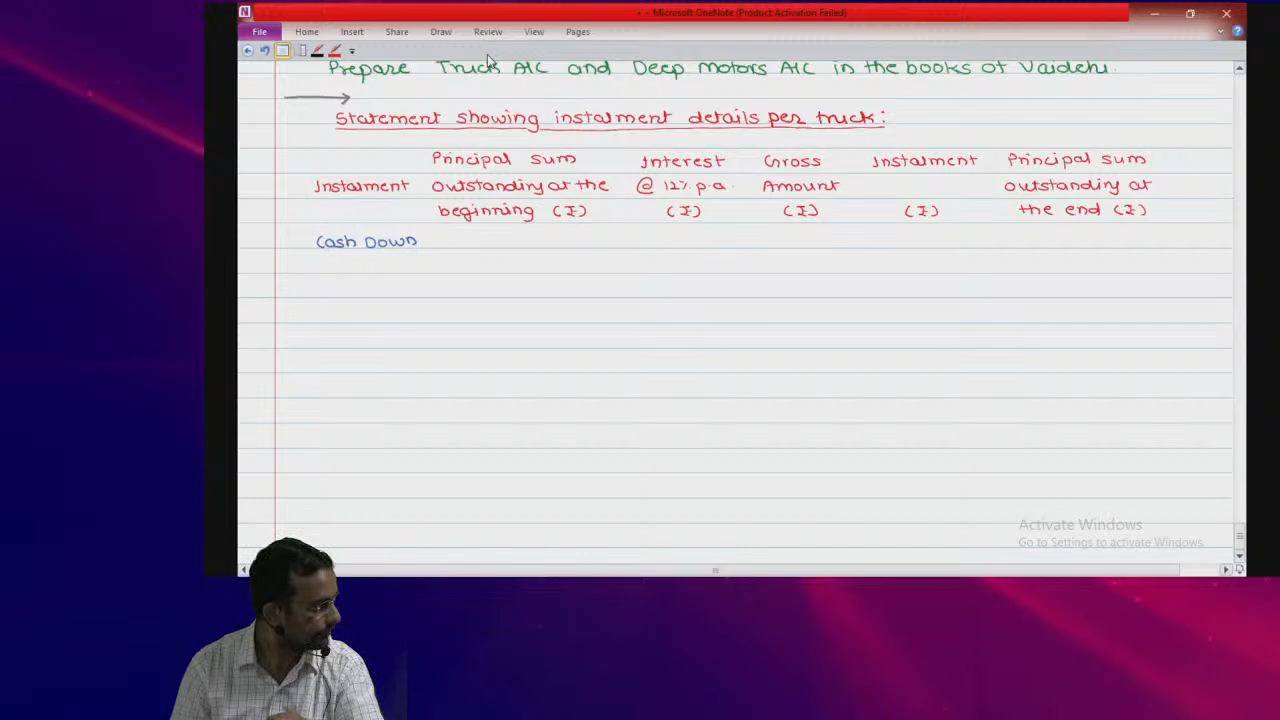 Microsoft OneNote (Product Activation Failed)
File Home Insert Share Draw Review View Pages
Prepare Truck A/C and Deep Motors A/C in the books of Vaidehi.
Statement showing instalment details per truck:
Principal sum Interest Gross Instalment Principal sum
Instalment outstanding at the @ 12% p.a. Amount outstanding at
beginning (I) (I) (I) (I) the end (I)
Cash Down
Activate Windows
Go to Settings to activate Windows.